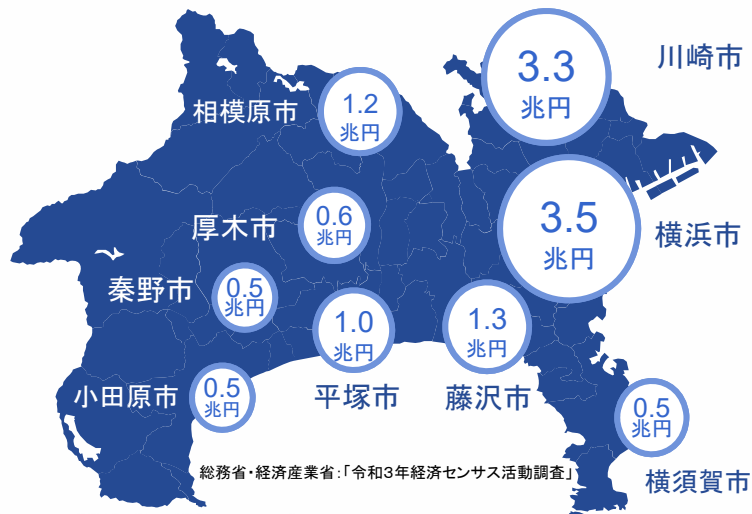 3.3
兆円
川崎市
相模原市
1.2
兆円
3.5
兆円
横浜市
厚木市
0.6
兆円
秦野市
0.5
兆円
1.0
兆円
平塚市
1.3
兆円
藤沢市
小田原市
0.5
兆円
0.5
兆円
横須賀市
総務省・経済産業省:「令和3年経済センサス活動調査」